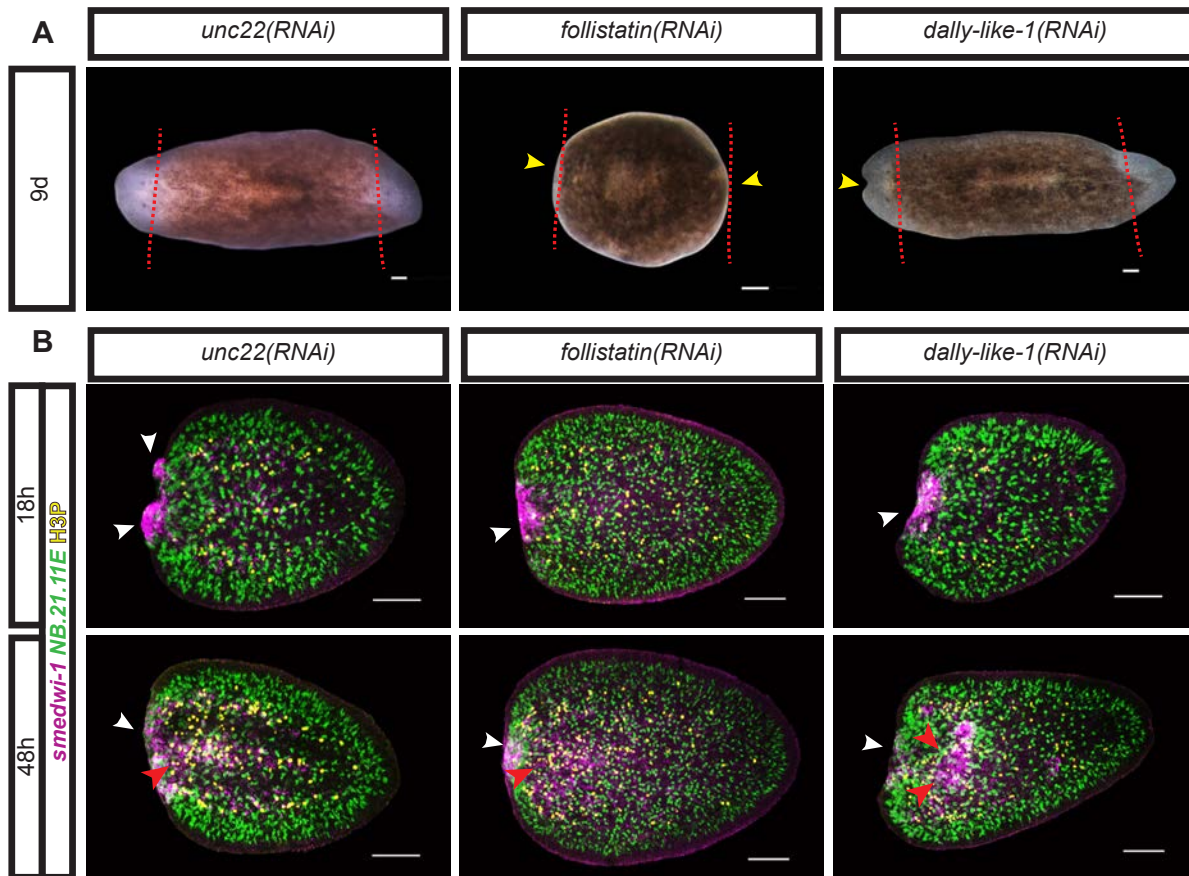 A
unc22(RNAi)
follistatin(RNAi)
dally-like-1(RNAi)
9d
B
unc22(RNAi)
follistatin(RNAi)
dally-like-1(RNAi)
18h
48h
smedwi-1 NB.21.11E H3P